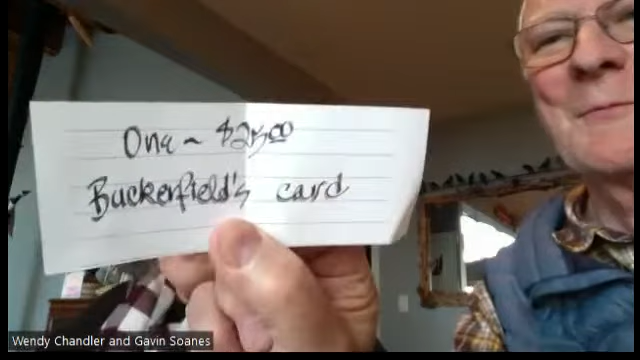 One ~ $25.00
Buckerfield's card
Wendy Chandler and Gavin Soanes